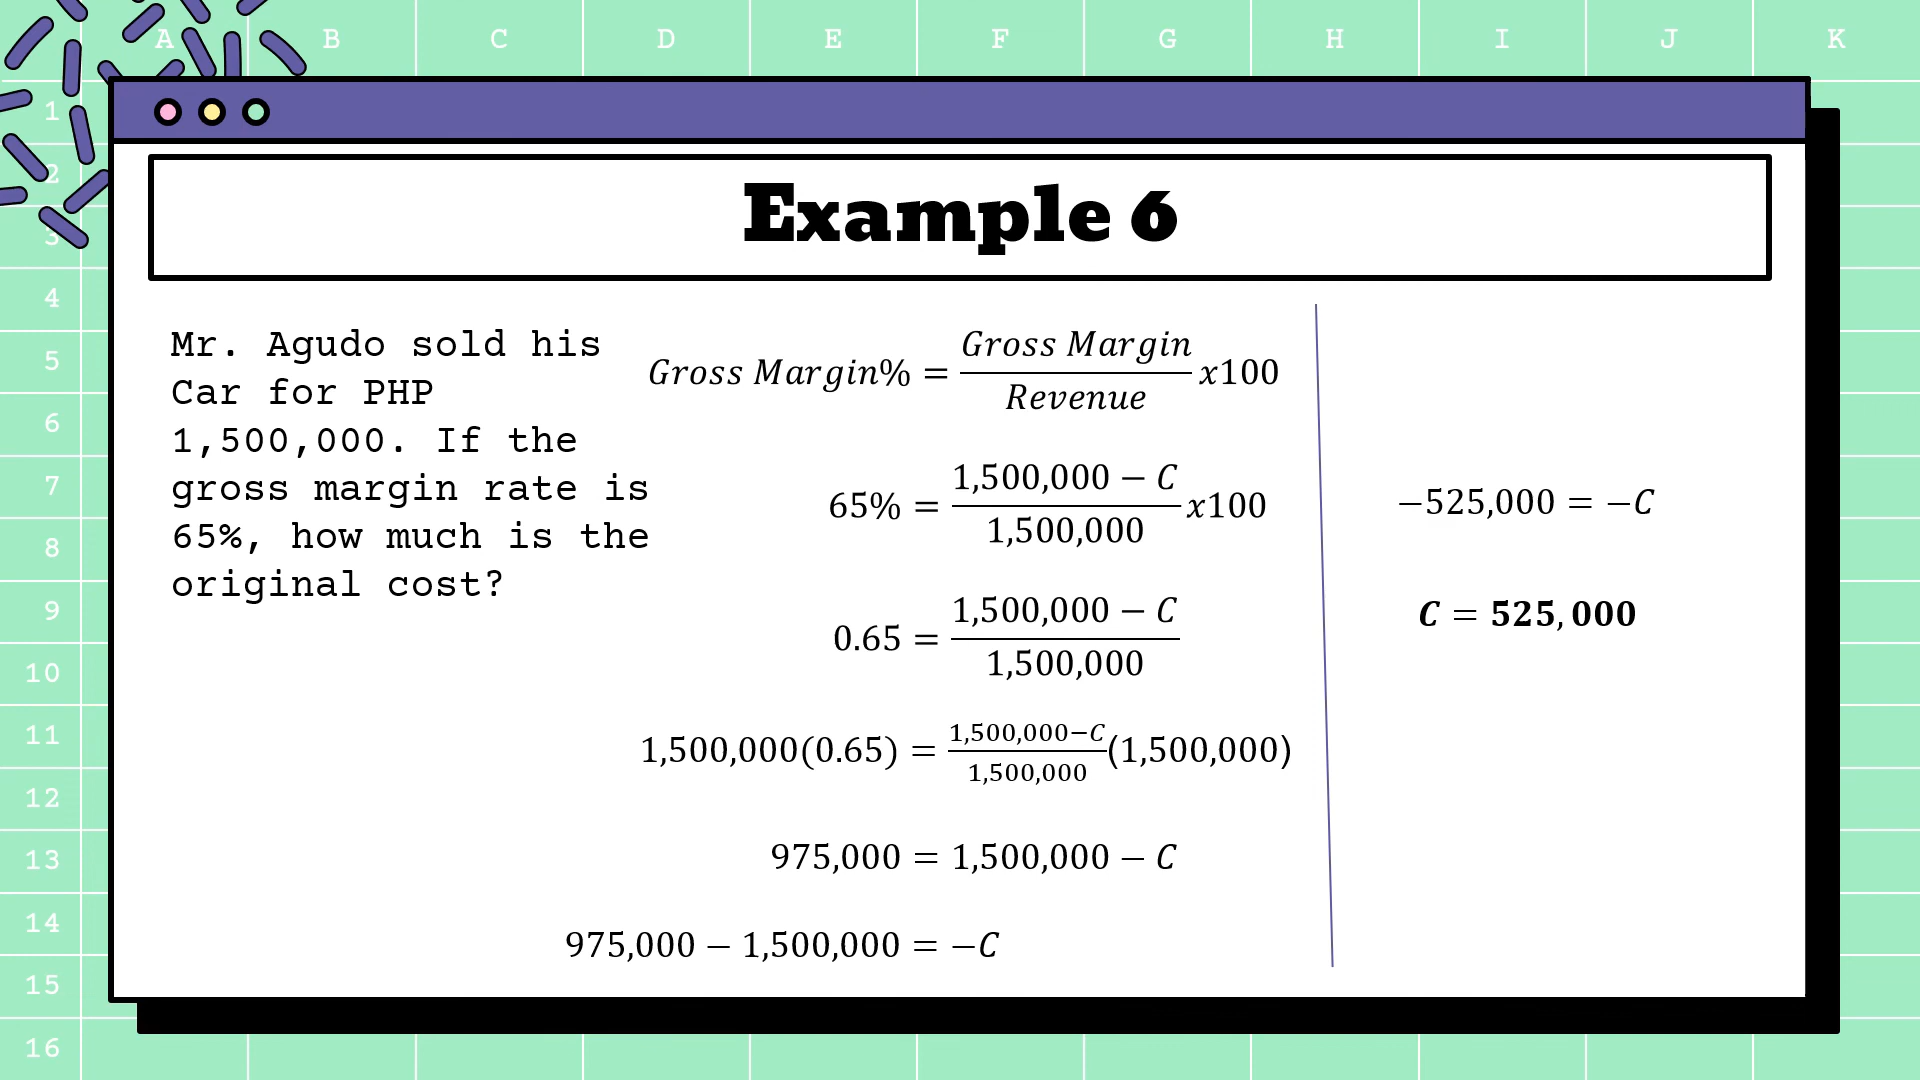 A B C D E F G H I J K
1
2
3
4
5
6
7
8
9
10
11
12
13
14
15
16
Example 6
Mr. Agudo sold his
Car for PHP
1,500,000. If the
gross margin rate is
65%, how much is the
original cost?
Gross Margin% = Gross Margin / Revenue x100
65% = 1,500,000 − C / 1,500,000 x100
0.65 = 1,500,000 − C / 1,500,000
1,500,000(0.65) = 1,500,000−C / 1,500,000 (1,500,000)
975,000 = 1,500,000 − C
975,000 − 1,500,000 = −C
−525,000 = −C
C = 525,000